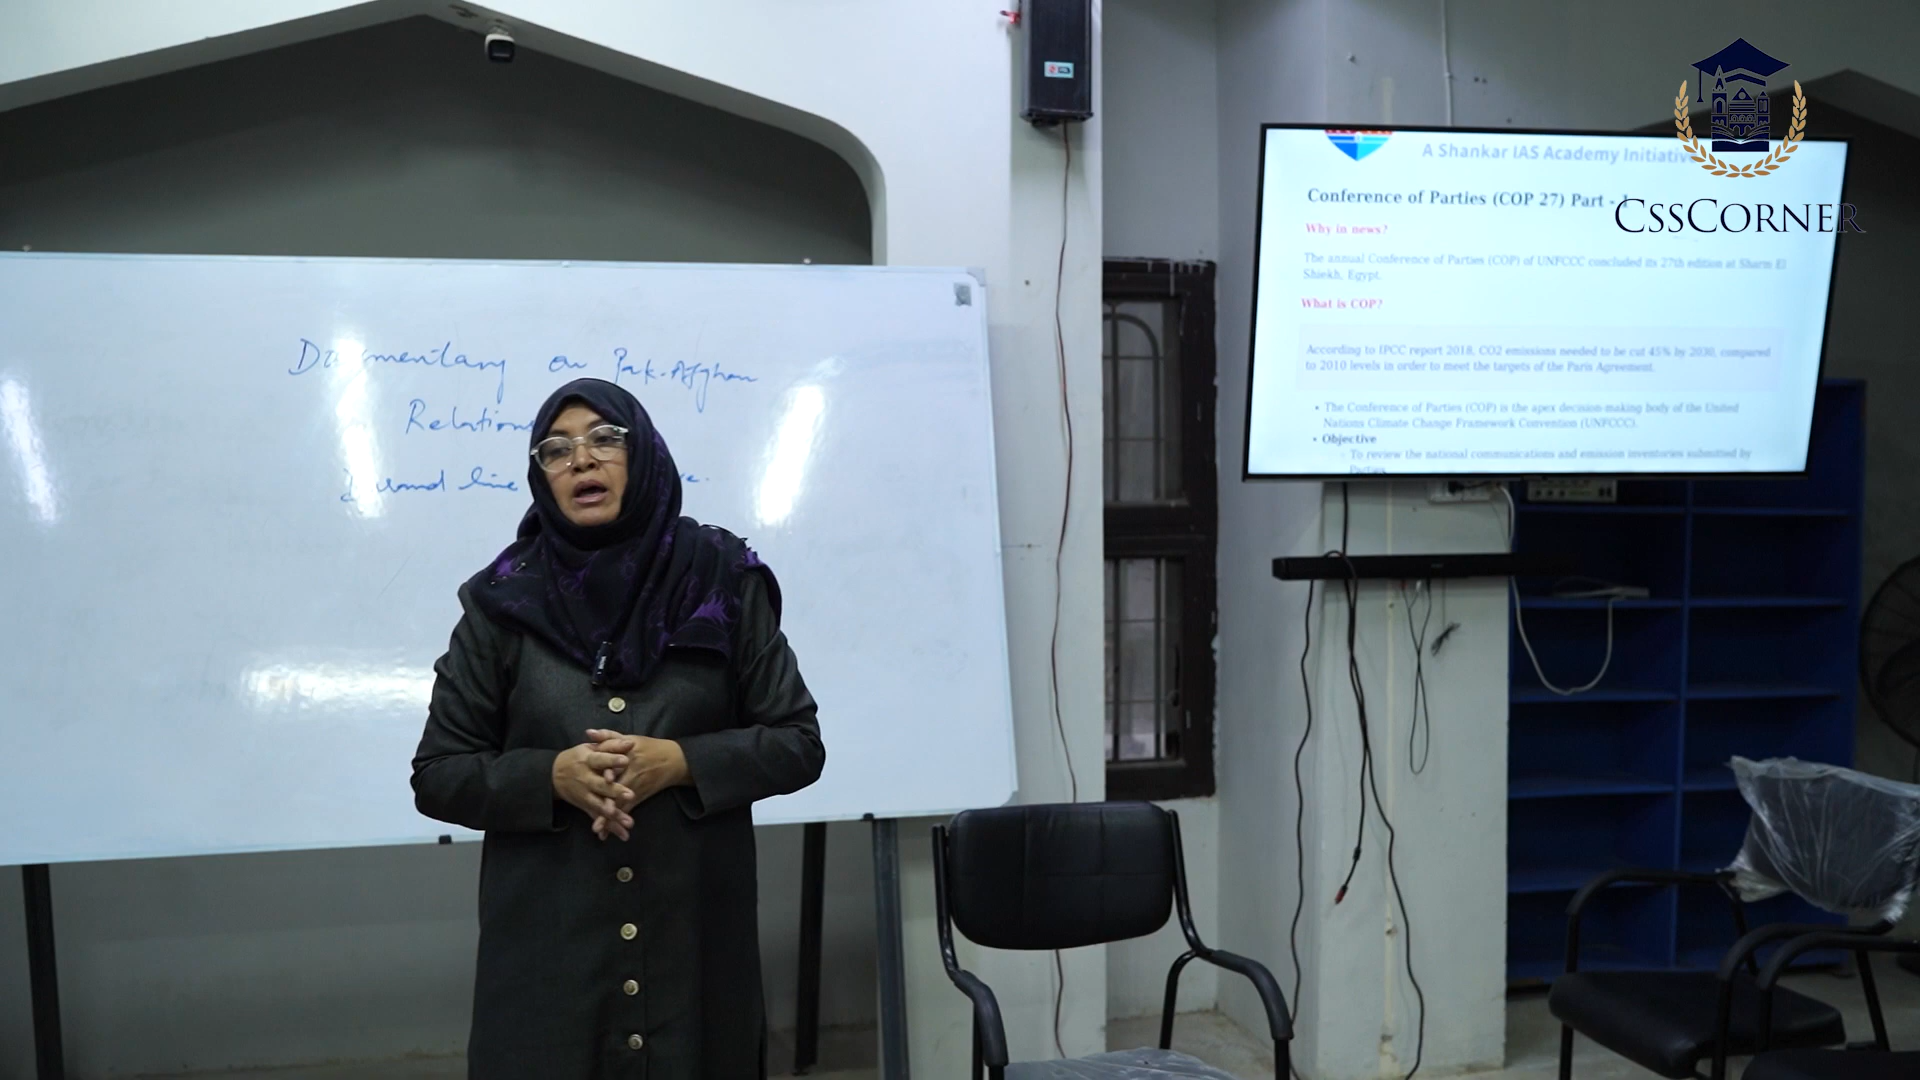 Documentary on Pak-Afghan
Relations
Durand line
A Shankar IAS Academy Initiative
Conference of Parties (COP 27) Part - I
Why in news?
The annual Conference of Parties (COP) of UNFCCC concluded its 27th edition at Sharm El
Shiekh, Egypt.
What is COP?
According to IPCC report 2018, CO2 emissions needed to be cut 45% by 2030, compared
to 2010 levels in order to meet the targets of the Paris Agreement.
• The Conference of Parties (COP) is the apex decision-making body of the United
Nations Climate Change Framework Convention (UNFCCC).
• Objective
To review the national communications and emission inventories submitted by
Parties
CSSCORNER